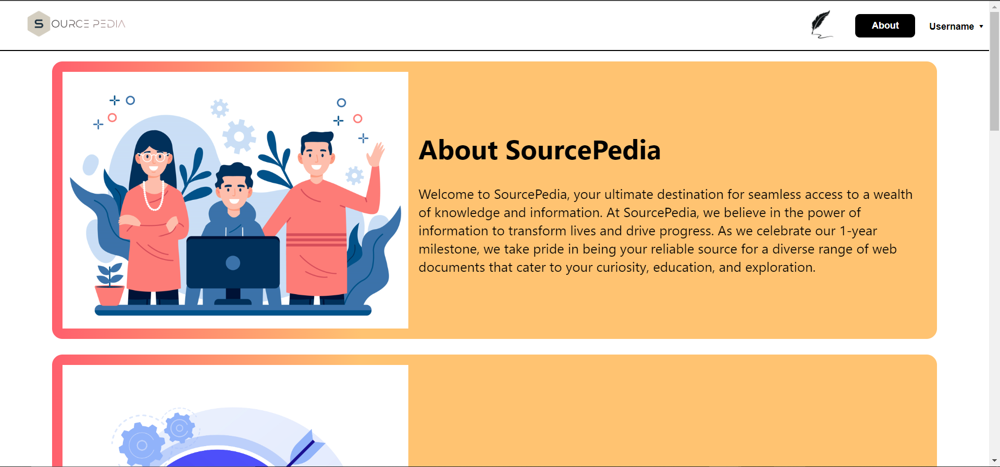 SOURCE PEDIA
About
Username
About SourcePedia
Welcome to SourcePedia, your ultimate destination for seamless access to a wealth
of knowledge and information. At SourcePedia, we believe in the power of
information to transform lives and drive progress. As we celebrate our 1-year
milestone, we take pride in being your reliable source for a diverse range of web
documents that cater to your curiosity, education, and exploration.